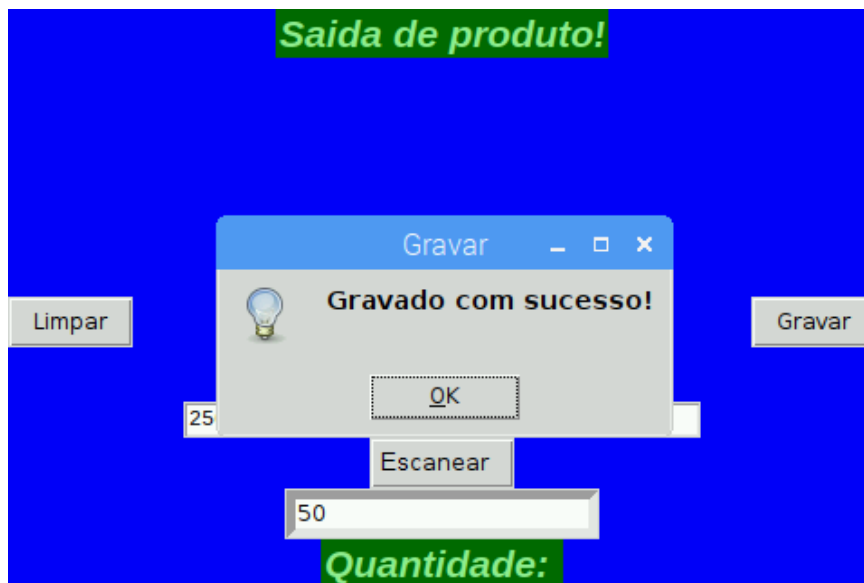 Saida de produto!
Gravar
Gravado com sucesso!
Limpar
Gravar
OK
25
Escanear
50
Quantidade: